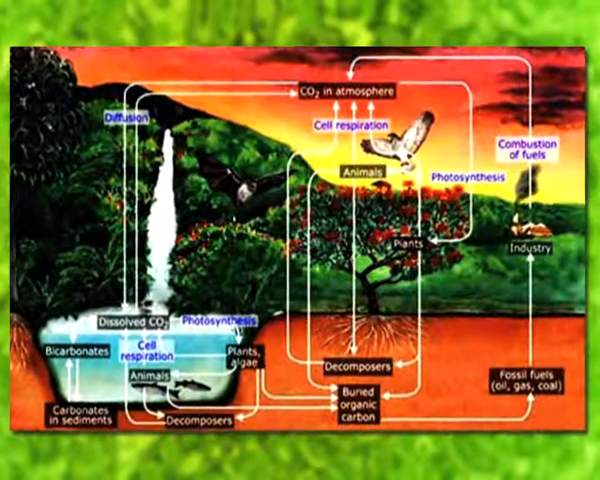 CO₂ in atmosphere
Diffusion
Cell respiration
Combustion
of fuels
Animals
Photosynthesis
Plants
Industry
Dissolved CO₂
Photosynthesis
Bicarbonates
Cell
respiration
Plants,
algae
Animals
Decomposers
Fossil fuels
(oil, gas, coal)
Buried
organic
carbon
Carbonates
in sediments
Decomposers